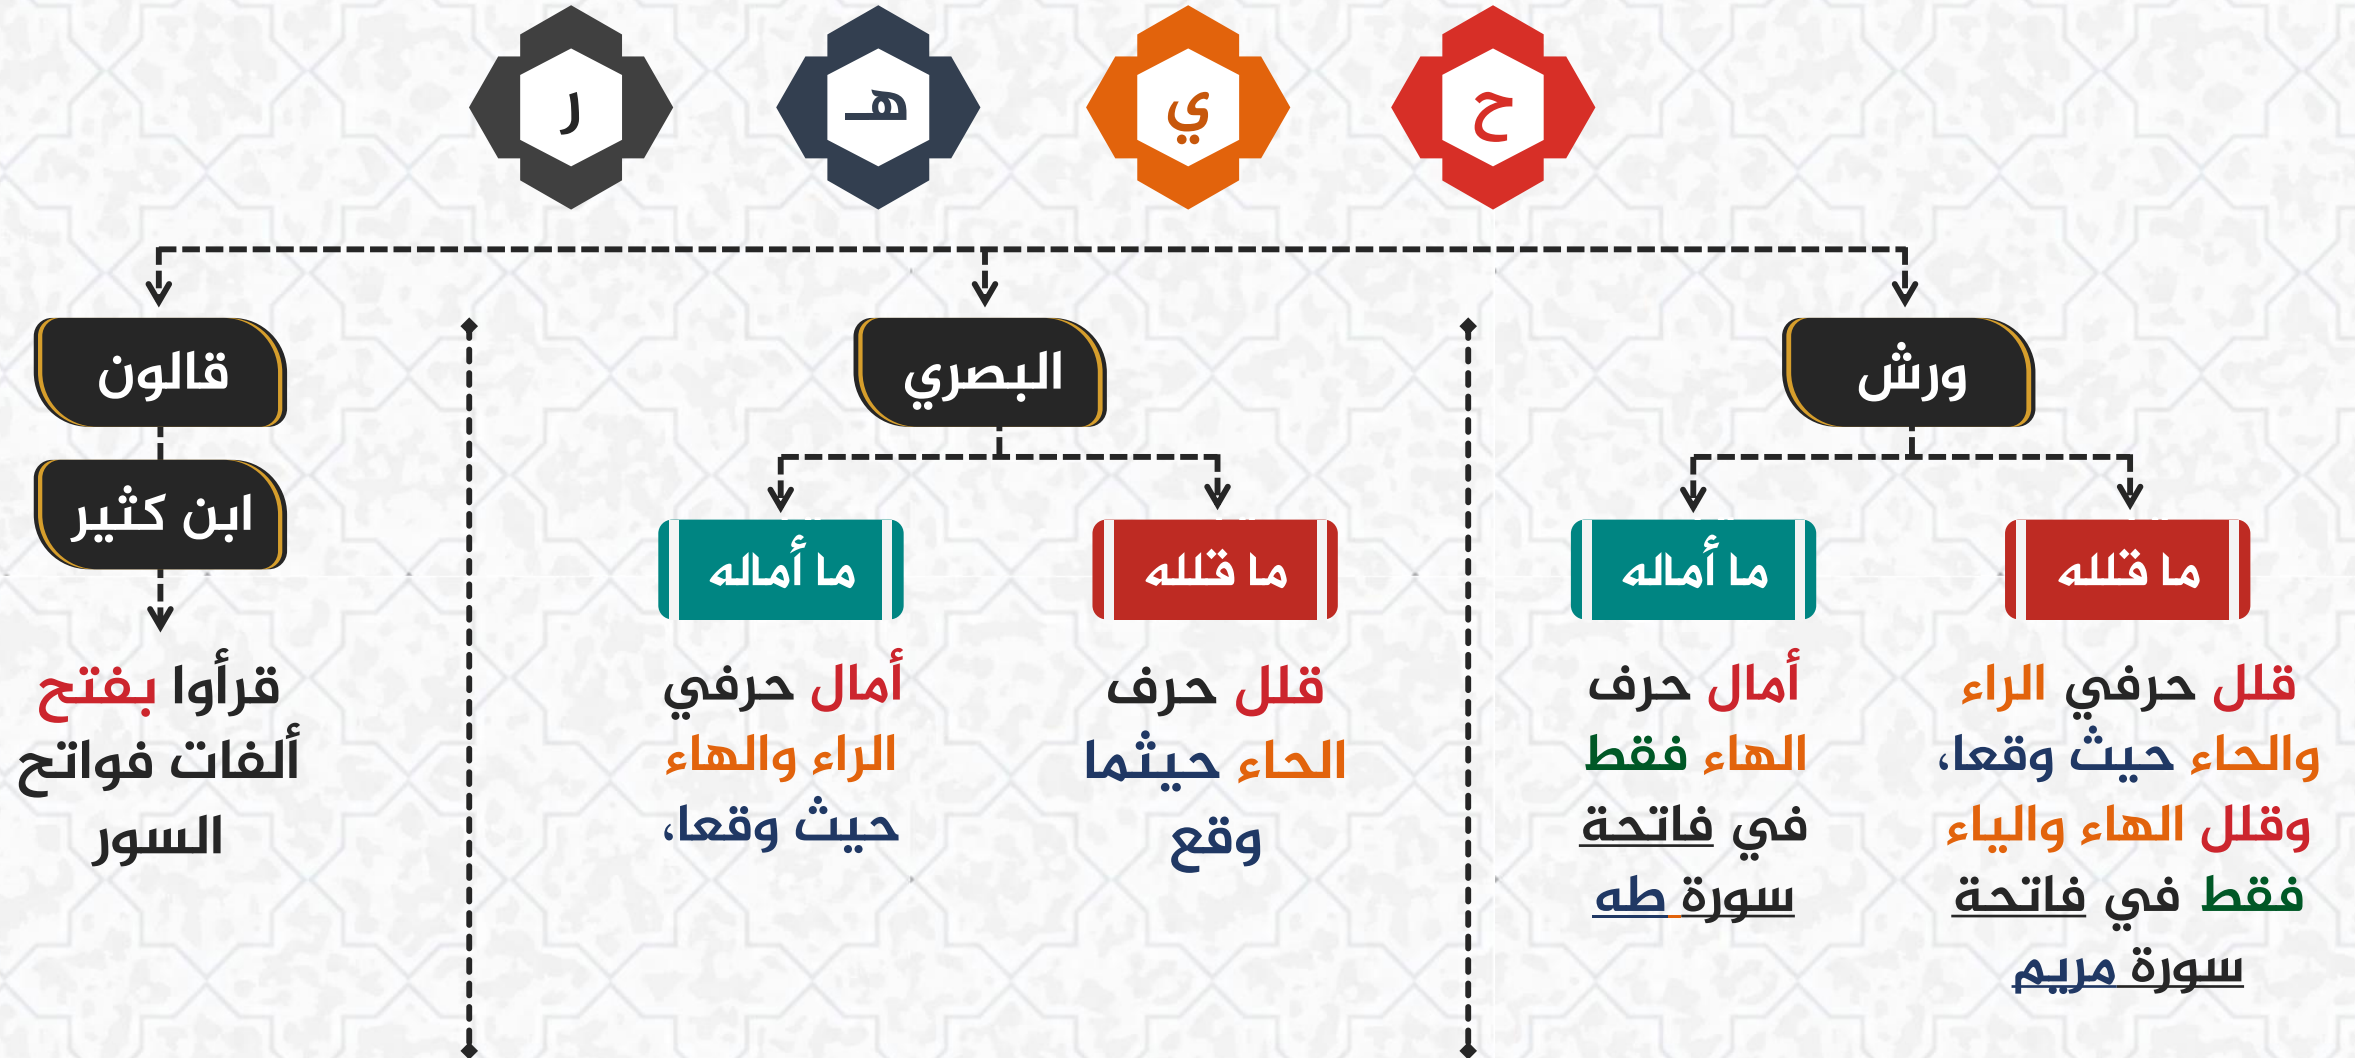 ح
ي
هـ
ر
ورش
ما قلله
قلل حرفي الراء
والحاء حيث وقعا،
وقلل الهاء والياء
فقط في فاتحة
سورة مريم
ما أماله
أمال حرف
الهاء فقط
في فاتحة
سورة طه
البصري
ما قلله
قلل حرف
الحاء حيثما
وقع
ما أماله
أمال حرفي
الراء والهاء
حيث وقعا،
قالون
ابن كثير
قرأوا بفتح
ألفات فواتح
السور